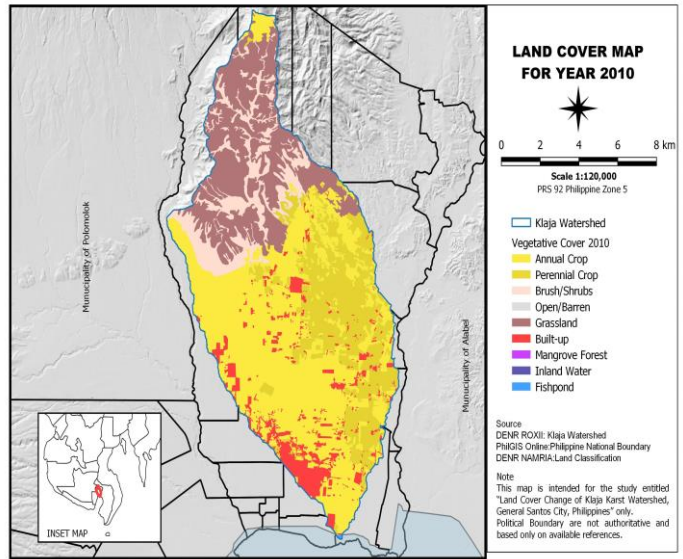 LAND COVER MAP
FOR YEAR 2010
0 2 4 6 8 km
Scale 1:120,000
PRS 92 Philippine Zone 5
Klaja Watershed
Vegetative Cover 2010
Annual Crop
Perennial Crop
Brush/Shrubs
Open/Barren
Grassland
Built-up
Mangrove Forest
Inland Water
Fishpond
Source
DENR ROXII: Klaja Watershed
PhilGIS Online:Philippine National Boundary
DENR NAMRIA:Land Classification
Note
This map is intended for the study entitled
"Land Cover Change of Klaja Karst Watershed,
General Santos City, Philippines" only.
Political Boundary are not authoritative and
based only on available references.
Munucipality of Polomolok
Municipality of Alabel
INSET MAP